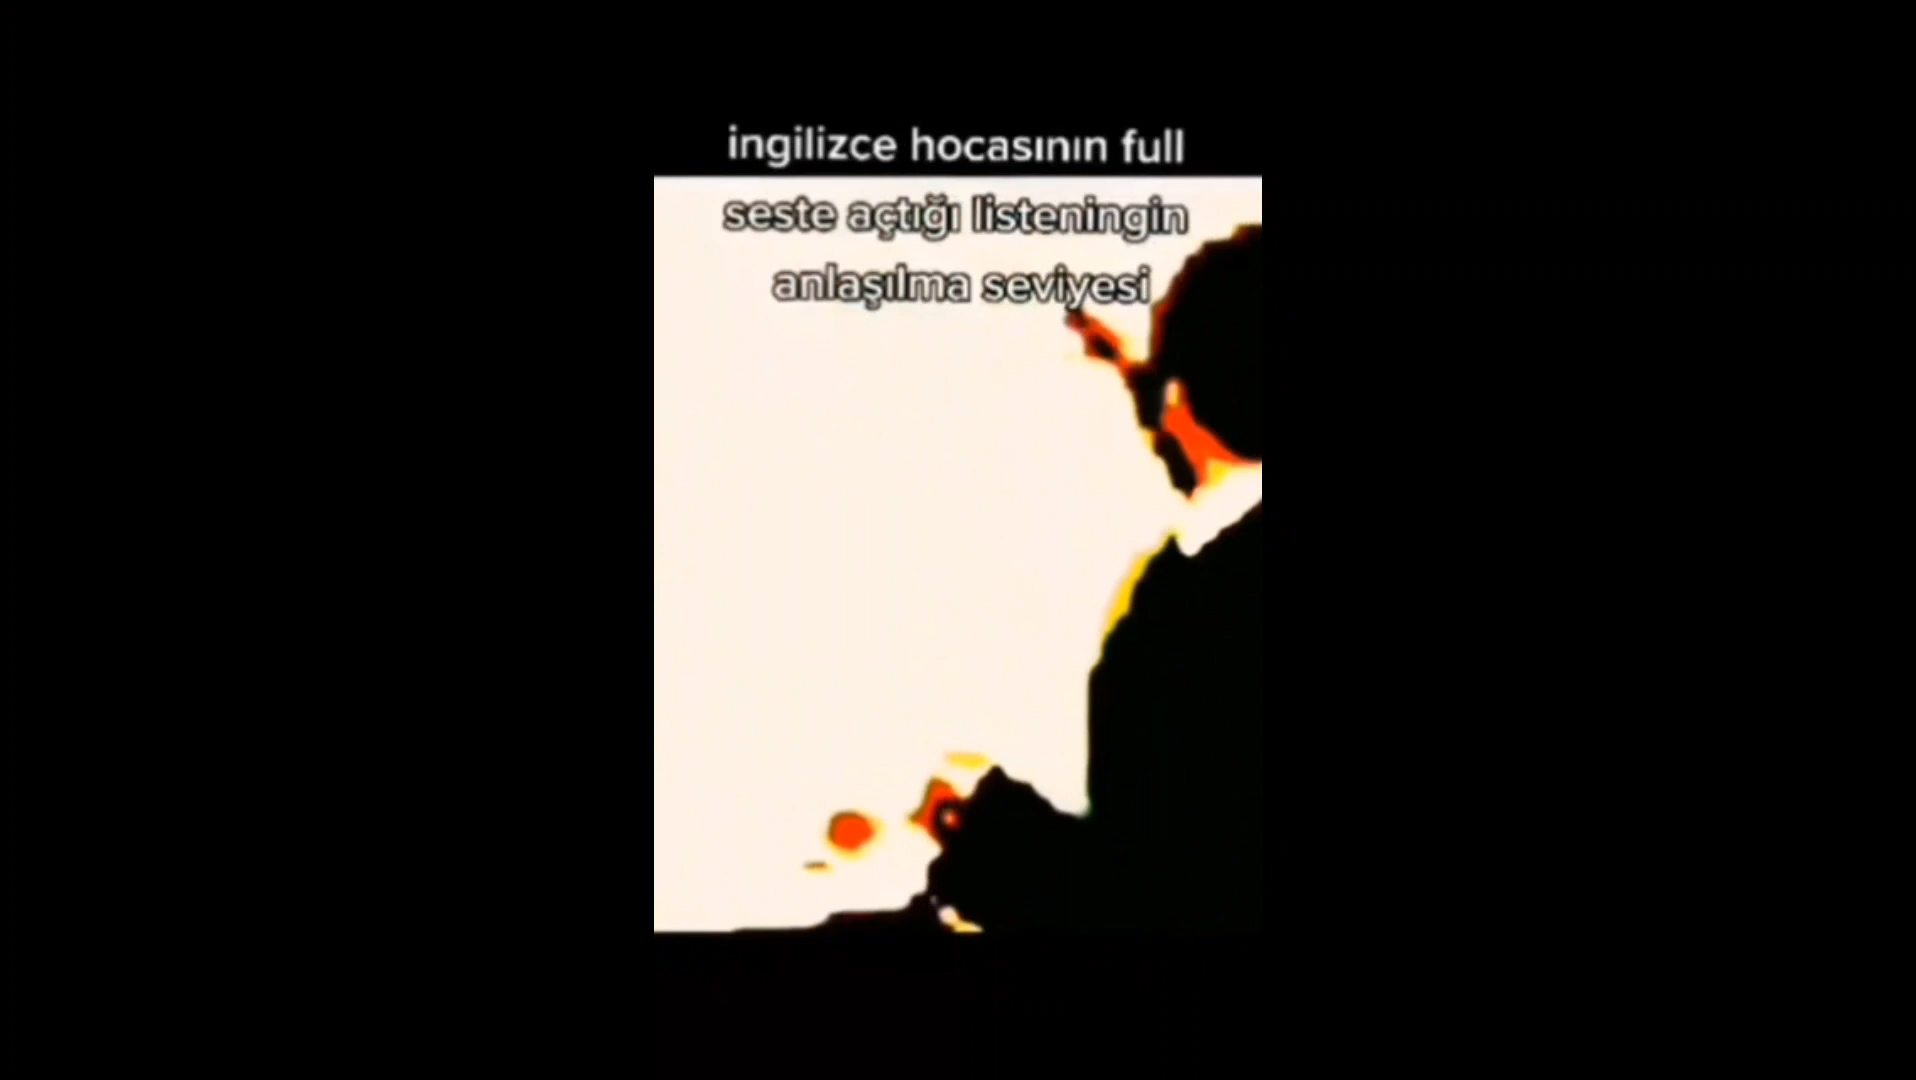 ingilizce hocasının full
seste açtığı listeningin
anlaşılma seviyesi